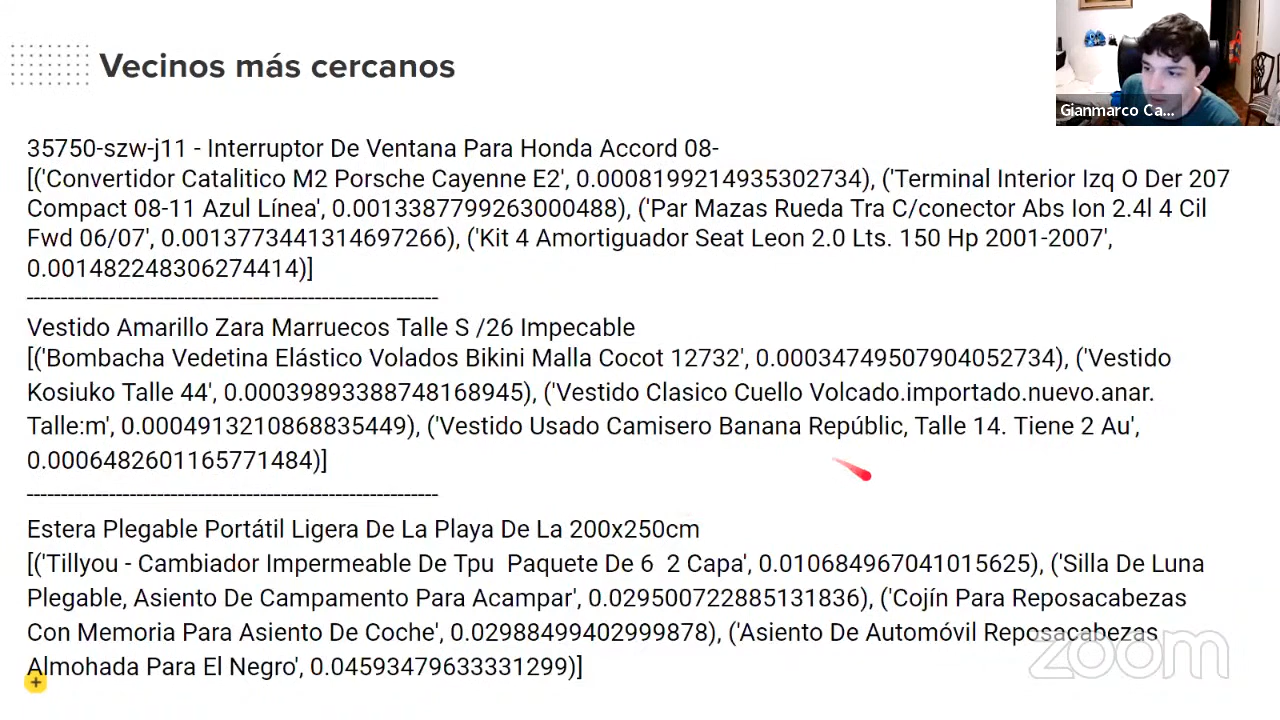 Vecinos más cercanos
Gianmarco Ca...
35750-szw-j11 - Interruptor De Ventana Para Honda Accord 08-
[('Convertidor Catalitico M2 Porsche Cayenne E2', 0.0008199214935302734), ('Terminal Interior Izq O Der 207
Compact 08-11 Azul Línea', 0.0013387799263000488), ('Par Mazas Rueda Tra C/conector Abs Ion 2.4l 4 Cil
Fwd 06/07', 0.0013773441314697266), ('Kit 4 Amortiguador Seat Leon 2.0 Lts. 150 Hp 2001-2007',
0.001482248306274414)]
-------------------------------------------------------------
Vestido Amarillo Zara Marruecos Talle S /26 Impecable
[('Bombacha Vedetina Elástico Volados Bikini Malla Cocot 12732', 0.00034749507904052734), ('Vestido
Kosiuko Talle 44', 0.00039893388748168945), ('Vestido Clasico Cuello Volcado.importado.nuevo.anar.
Talle:m', 0.0004913210868835449), ('Vestido Usado Camisero Banana Repúblic, Talle 14. Tiene 2 Au',
0.0006482601165771484)]
-------------------------------------------------------------
Estera Plegable Portátil Ligera De La Playa De La 200x250cm
[('Tillyou - Cambiador Impermeable De Tpu  Paquete De 6  2 Capa', 0.010684967041015625), ('Silla De Luna
Plegable, Asiento De Campamento Para Acampar', 0.029500722885131836), ('Cojín Para Reposacabezas
Con Memoria Para Asiento De Coche', 0.02988499402999878), ('Asiento De Automóvil Reposacabezas
Almohada Para El Negro', 0.04593479633331299)]
zoom